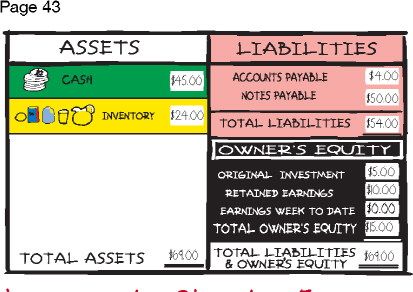 Page 43
ASSETS
CASH $45.00
INVENTORY $24.00
TOTAL ASSETS $69.00
LIABILITIES
ACCOUNTS PAYABLE $4.00
NOTES PAYABLE $50.00
TOTAL LIABILITIES $54.00
OWNER'S EQUITY
ORIGINAL INVESTMENT $5.00
RETAINED EARNINGS $10.00
EARNINGS WEEK TO DATE $0.00
TOTAL OWNER'S EQUITY $15.00
TOTAL LIABILITIES
& OWNER'S EQUITY $69.00